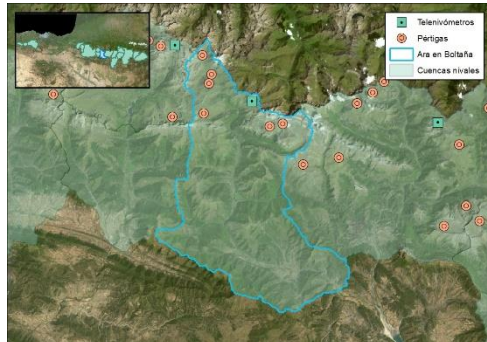 Telenivómetros
Pértigas
Ara en Boltaña
Cuencas nivales